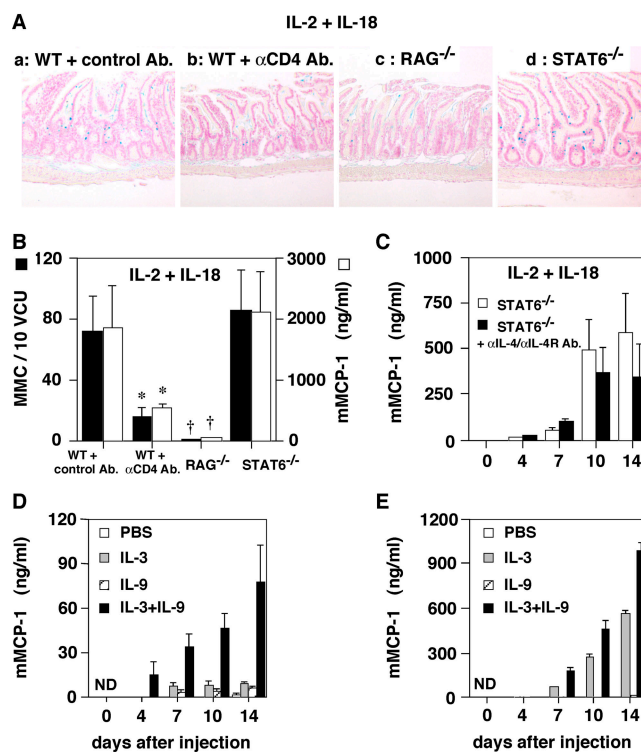 A
IL-2 + IL-18
a: WT + control Ab.
b: WT + αCD4 Ab.
c : RAG-/-
d : STAT6-/-
B
IL-2 + IL-18
MMC / 10 VCU
120
80
40
0
3000
2000
1000
0
mMCP-1
(ng/ml)
* *
† †
WT +
control Ab.
WT +
αCD4 Ab.
RAG-/-
STAT6-/-
C
IL-2 + IL-18
mMCP-1
(ng/ml)
1000
750
500
250
0
STAT6-/-
STAT6-/-
+ αIL-4/αIL-4R Ab.
0 4 7 10 14
D
mMCP-1 (ng/ml)
120
90
60
30
0
PBS
IL-3
IL-9
IL-3+IL-9
ND
0 4 7 10 14
days after injection
E
mMCP-1 (ng/ml)
1200
900
600
300
0
PBS
IL-3
IL-9
IL-3+IL-9
ND
0 4 7 10 14
days after injection